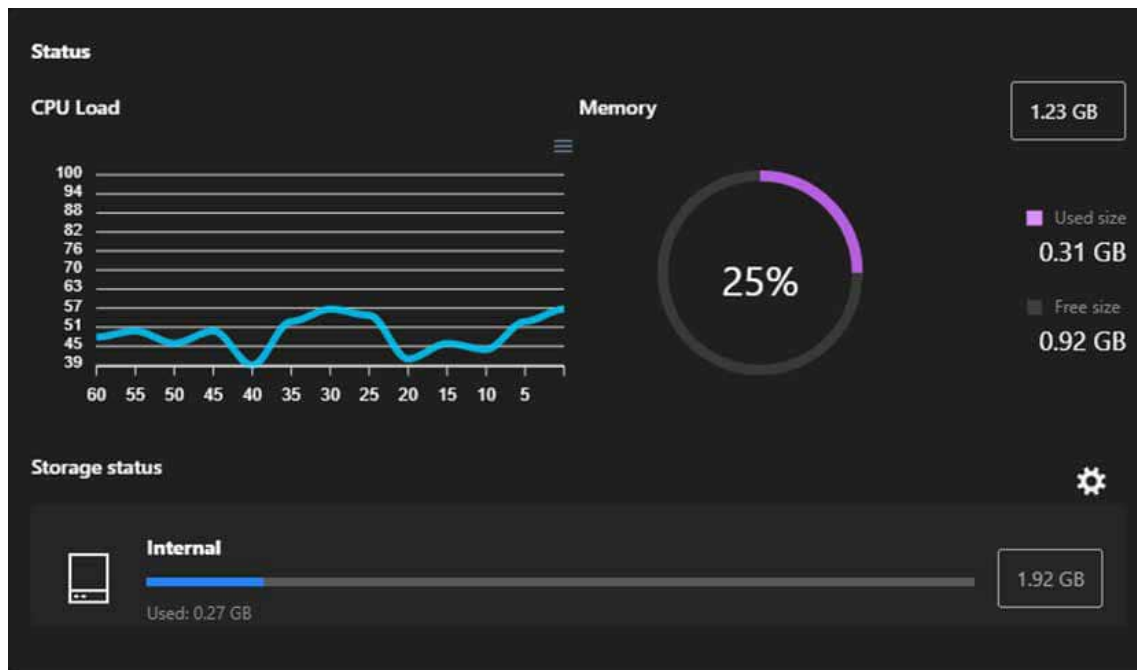 Status
CPU Load
100
94
88
82
76
70
63
57
51
45
39
60 55 50 45 40 35 30 25 20 15 10 5
Memory
1.23 GB
25%
Used size
0.31 GB
Free size
0.92 GB
Storage status
Internal
Used: 0.27 GB
1.92 GB